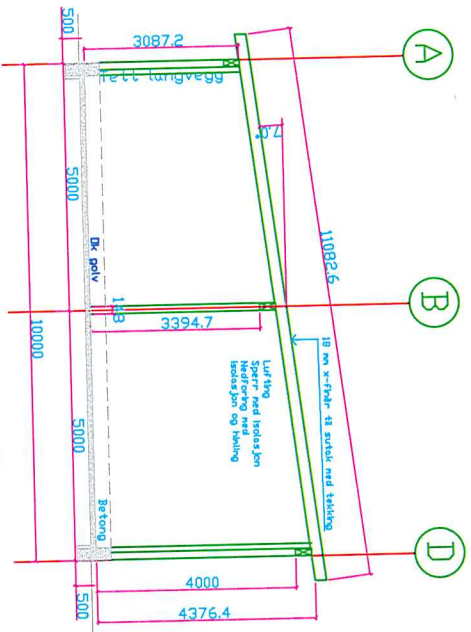 A
B
D
11082.6
7.0°
3087.2
Tett langvegg
18 mm x-finér til sutak med tekking
Lufting
Sperr med isolasjon
Nedforing med
isolasjon og himling
3394.7
148
4000
4376.4
Ok golv
Betong
500
5000
5000
500
10000